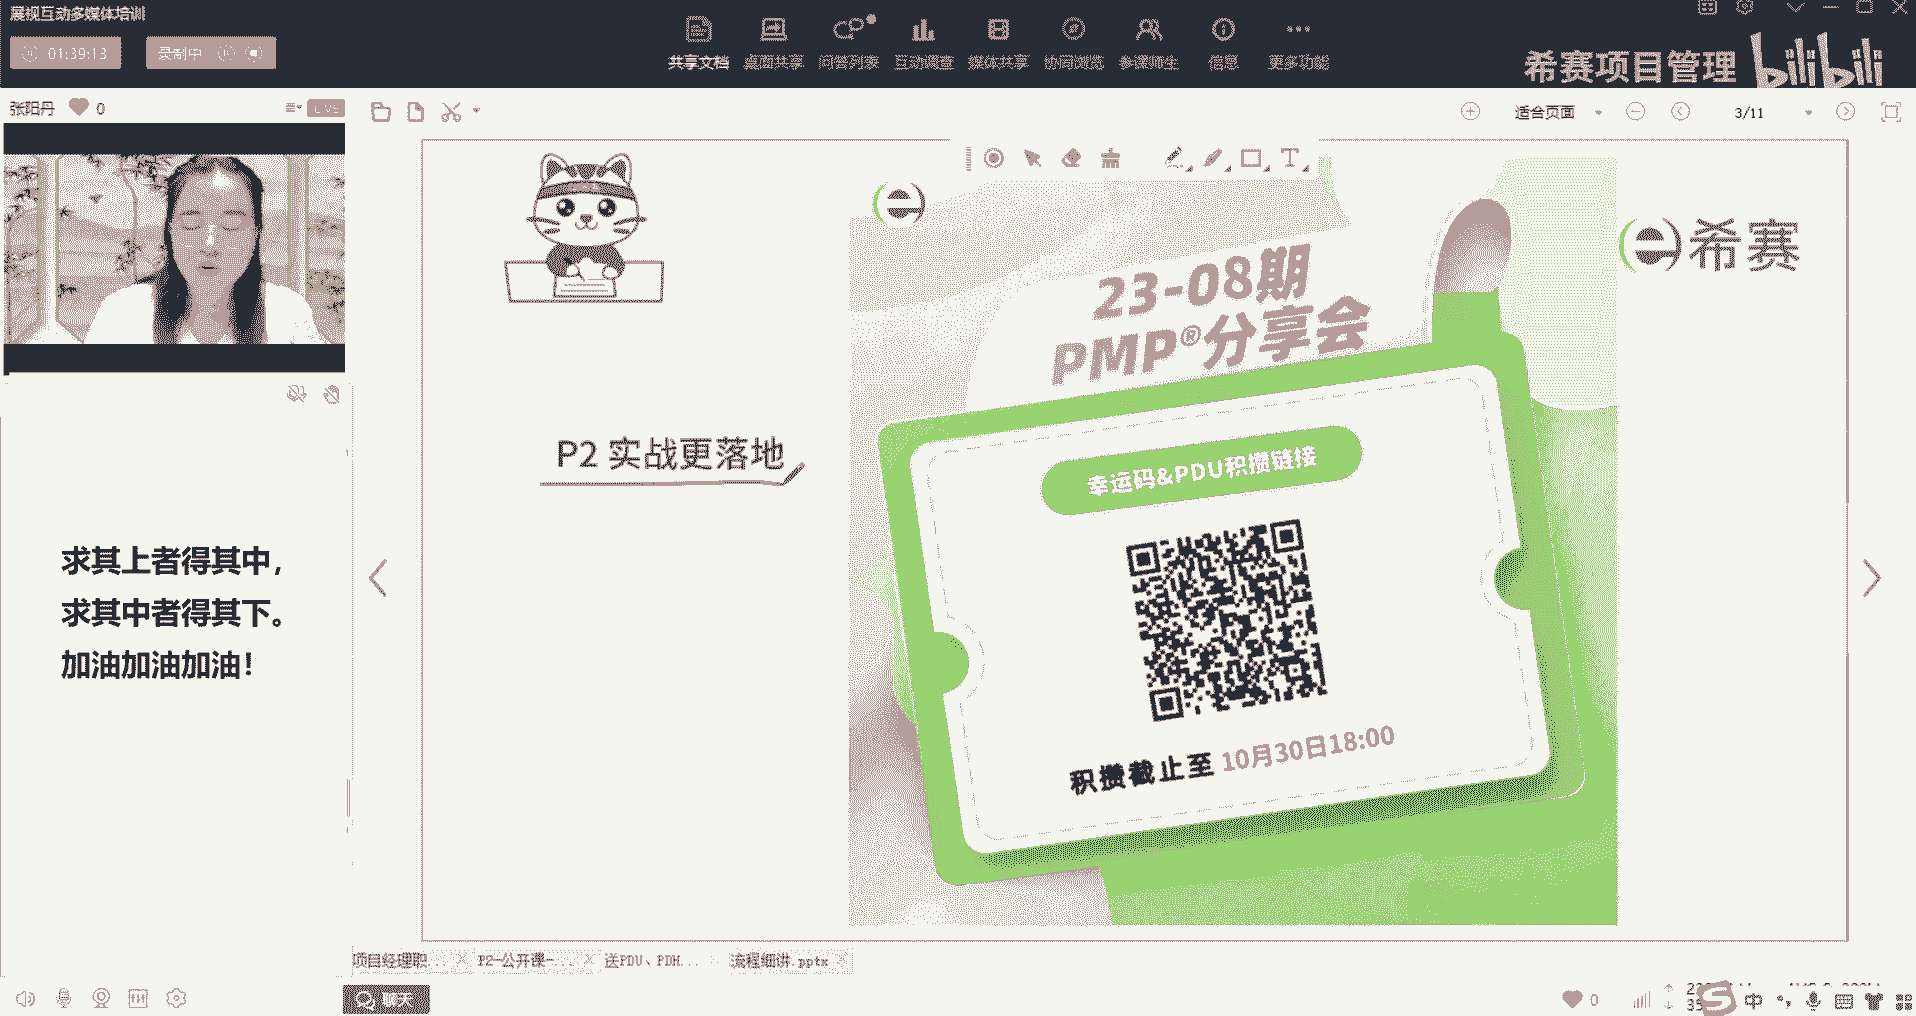 展视互动多媒体培训
01:39:13
录制中
共享文档
桌面共享
问答列表
互动调查
媒体共享
协同浏览
参课师生
信息
更多功能
希赛项目管理
bilibili
张阳丹
0
LIVE
适合页面
3/11
希赛
23-08期
PMP®分享会
P2 实战更落地
幸运码&PDU积攒链接
积攒截止至 10月30日18:00
求其上者得其中，
求其中者得其下。
加油加油加油！
项目经理职...
P2-公开课-...
送PDU、PDH...
流程细讲.pptx
聊天
0
中